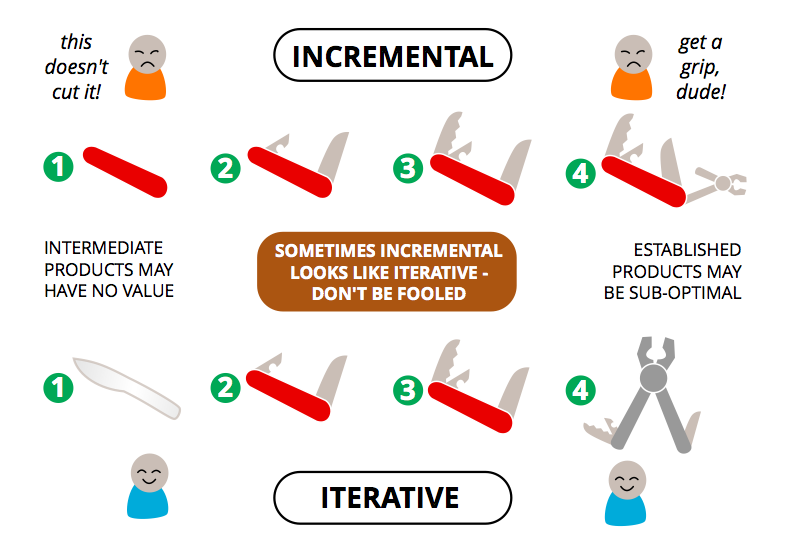 this
doesn't
cut it!
INCREMENTAL
get a
grip,
dude!
1
2
3
4
INTERMEDIATE
PRODUCTS MAY
HAVE NO VALUE
SOMETIMES INCREMENTAL
LOOKS LIKE ITERATIVE -
DON'T BE FOOLED
ESTABLISHED
PRODUCTS MAY
BE SUB-OPTIMAL
1
2
3
4
ITERATIVE